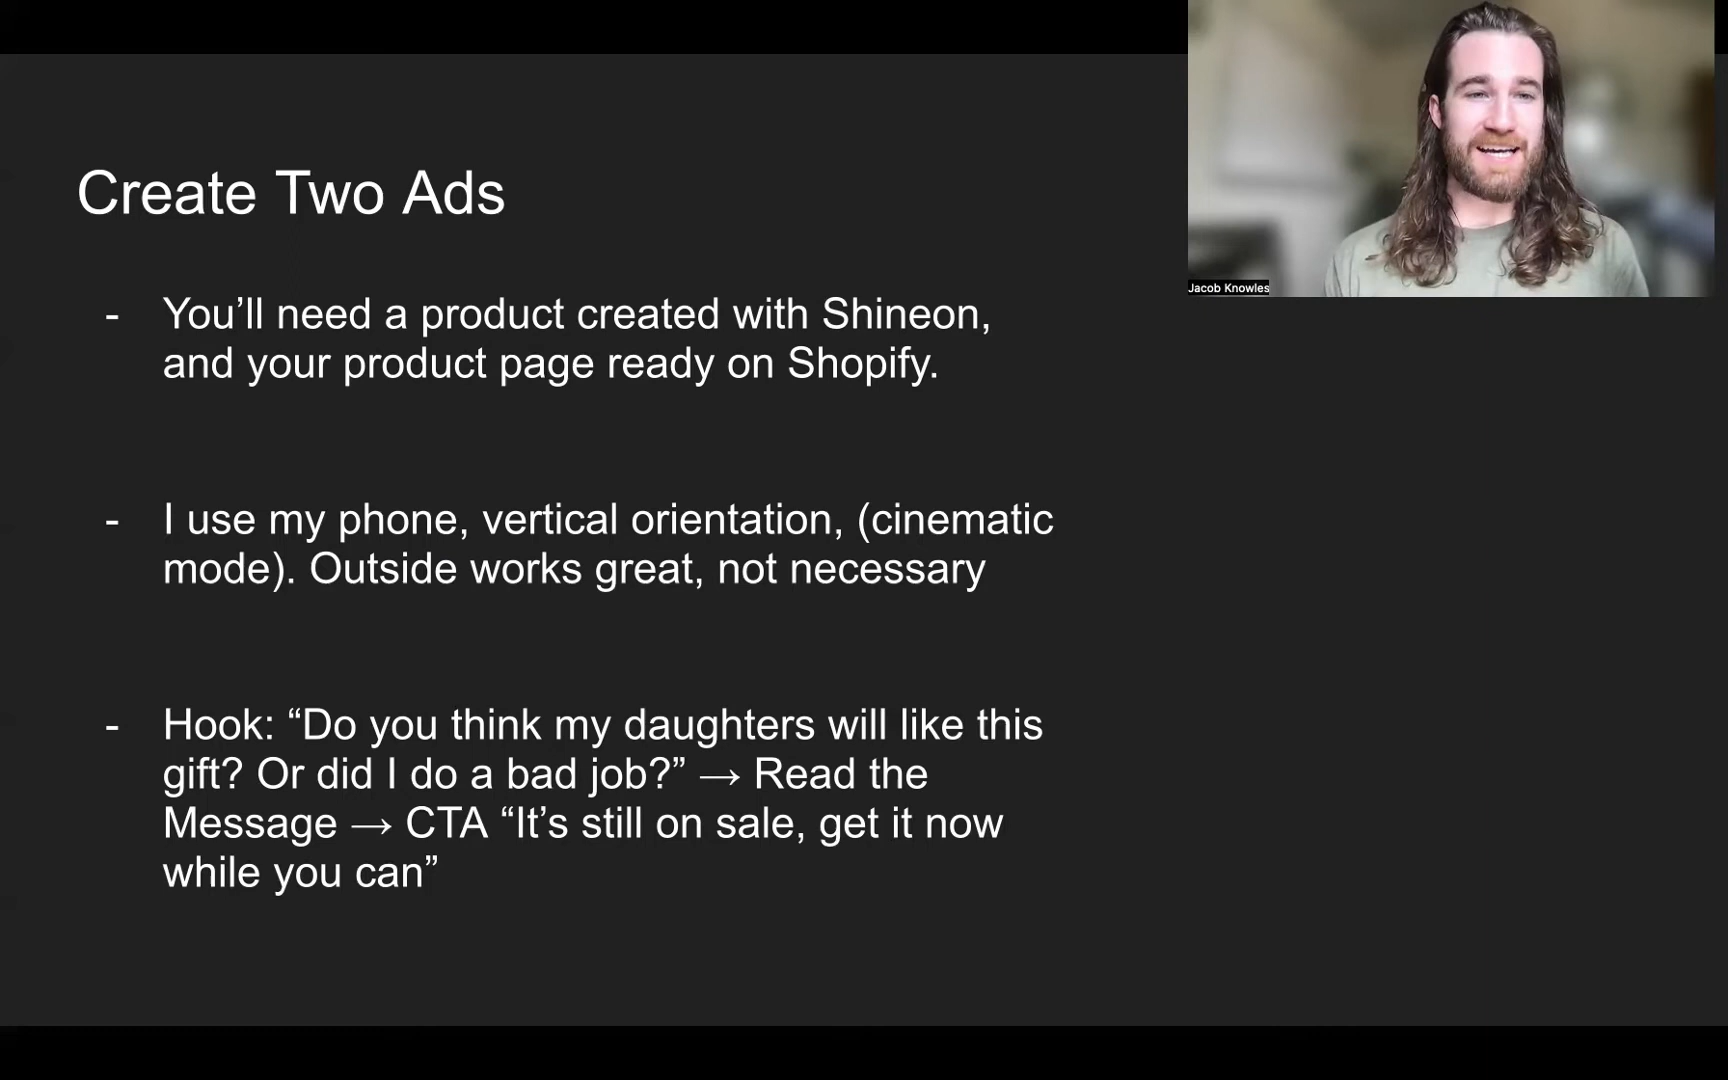 Create Two Ads
- You’ll need a product created with Shineon,
and your product page ready on Shopify.
- I use my phone, vertical orientation, (cinematic
mode). Outside works great, not necessary
- Hook: “Do you think my daughters will like this
gift? Or did I do a bad job?” → Read the
Message → CTA “It’s still on sale, get it now
while you can”
Jacob Knowles